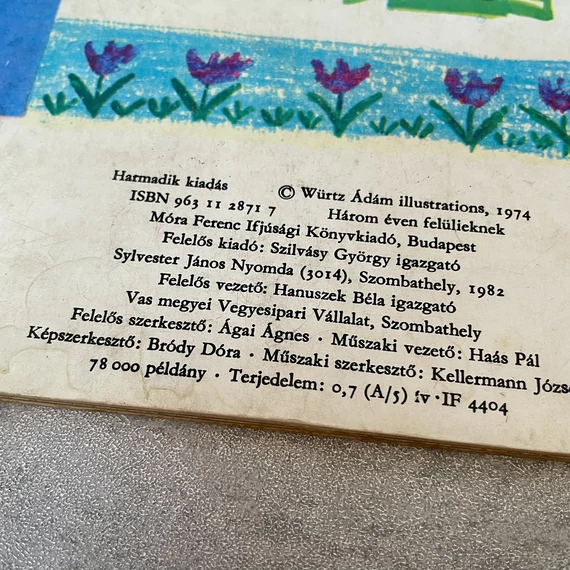 Harmadik kiadás © Würtz Ádám illustrations, 1974
ISBN 963 11 2871 7 Három éven felülieknek
Móra Ferenc Ifjúsági Könyvkiadó, Budapest
Felelős kiadó: Szilvásy György igazgató
Sylvester János Nyomda (3014), Szombathely, 1982
Felelős vezető: Hanuszek Béla igazgató
Vas megyei Vegyesipari Vállalat, Szombathely
Felelős szerkesztő: Ágai Ágnes · Műszaki vezető: Haás Pál
Képszerkesztő: Bródy Dóra · Műszaki szerkesztő: Kellermann
78 000 példány · Terjedelem: 0,7 (A/5) ív · IF 4404